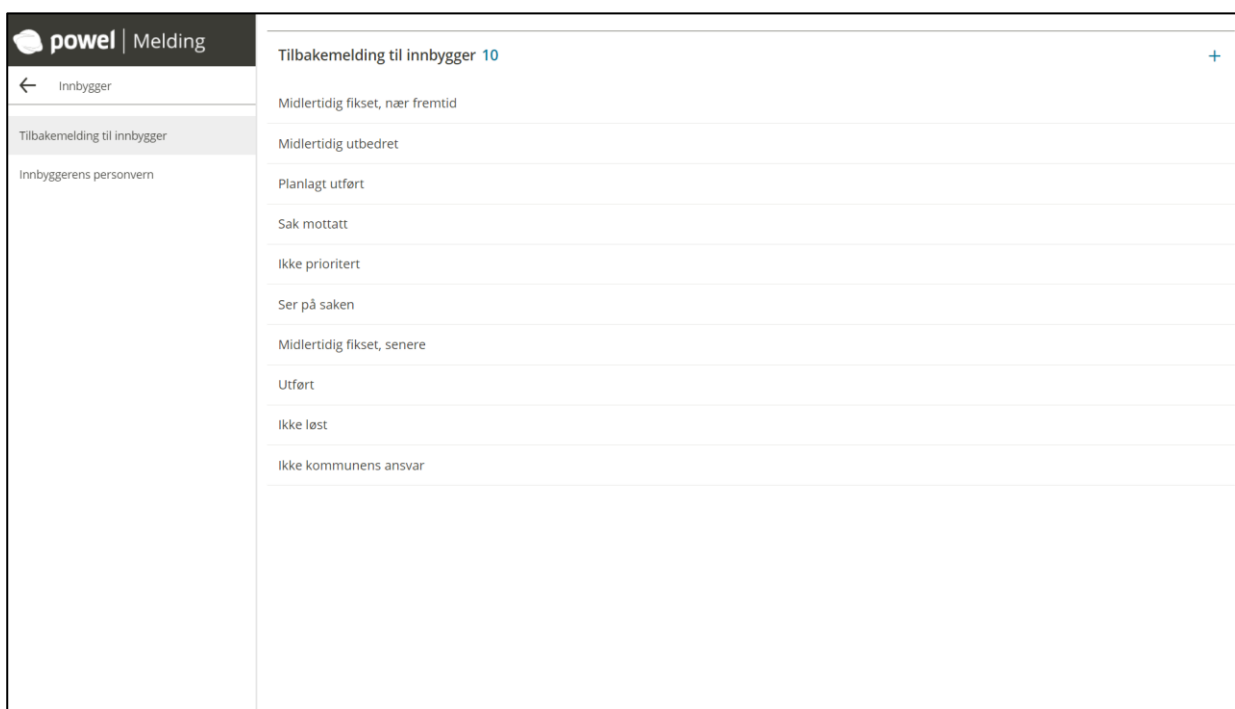 powel | Melding
Innbygger
Tilbakemelding til innbygger
Innbyggerens personvern
Tilbakemelding til innbygger 10 +
Midlertidig fikset, nær fremtid
Midlertidig utbedret
Planlagt utført
Sak mottatt
Ikke prioritert
Ser på saken
Midlertidig fikset, senere
Utført
Ikke løst
Ikke kommunens ansvar